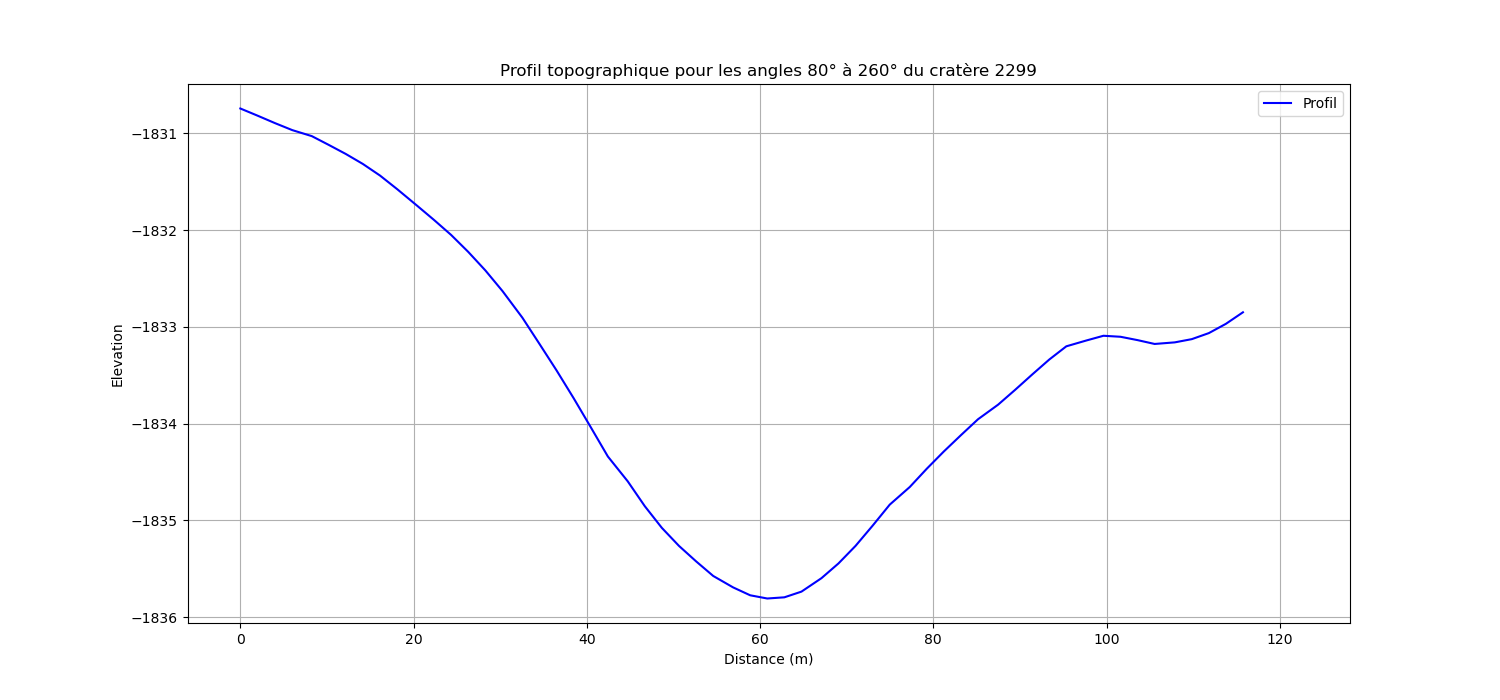 Profil topographique pour les angles 80° à 260° du cratère 2299
Profil
−1831
−1832
−1833
−1834
−1835
−1836
Elevation
0 20 40 60 80 100 120
Distance (m)